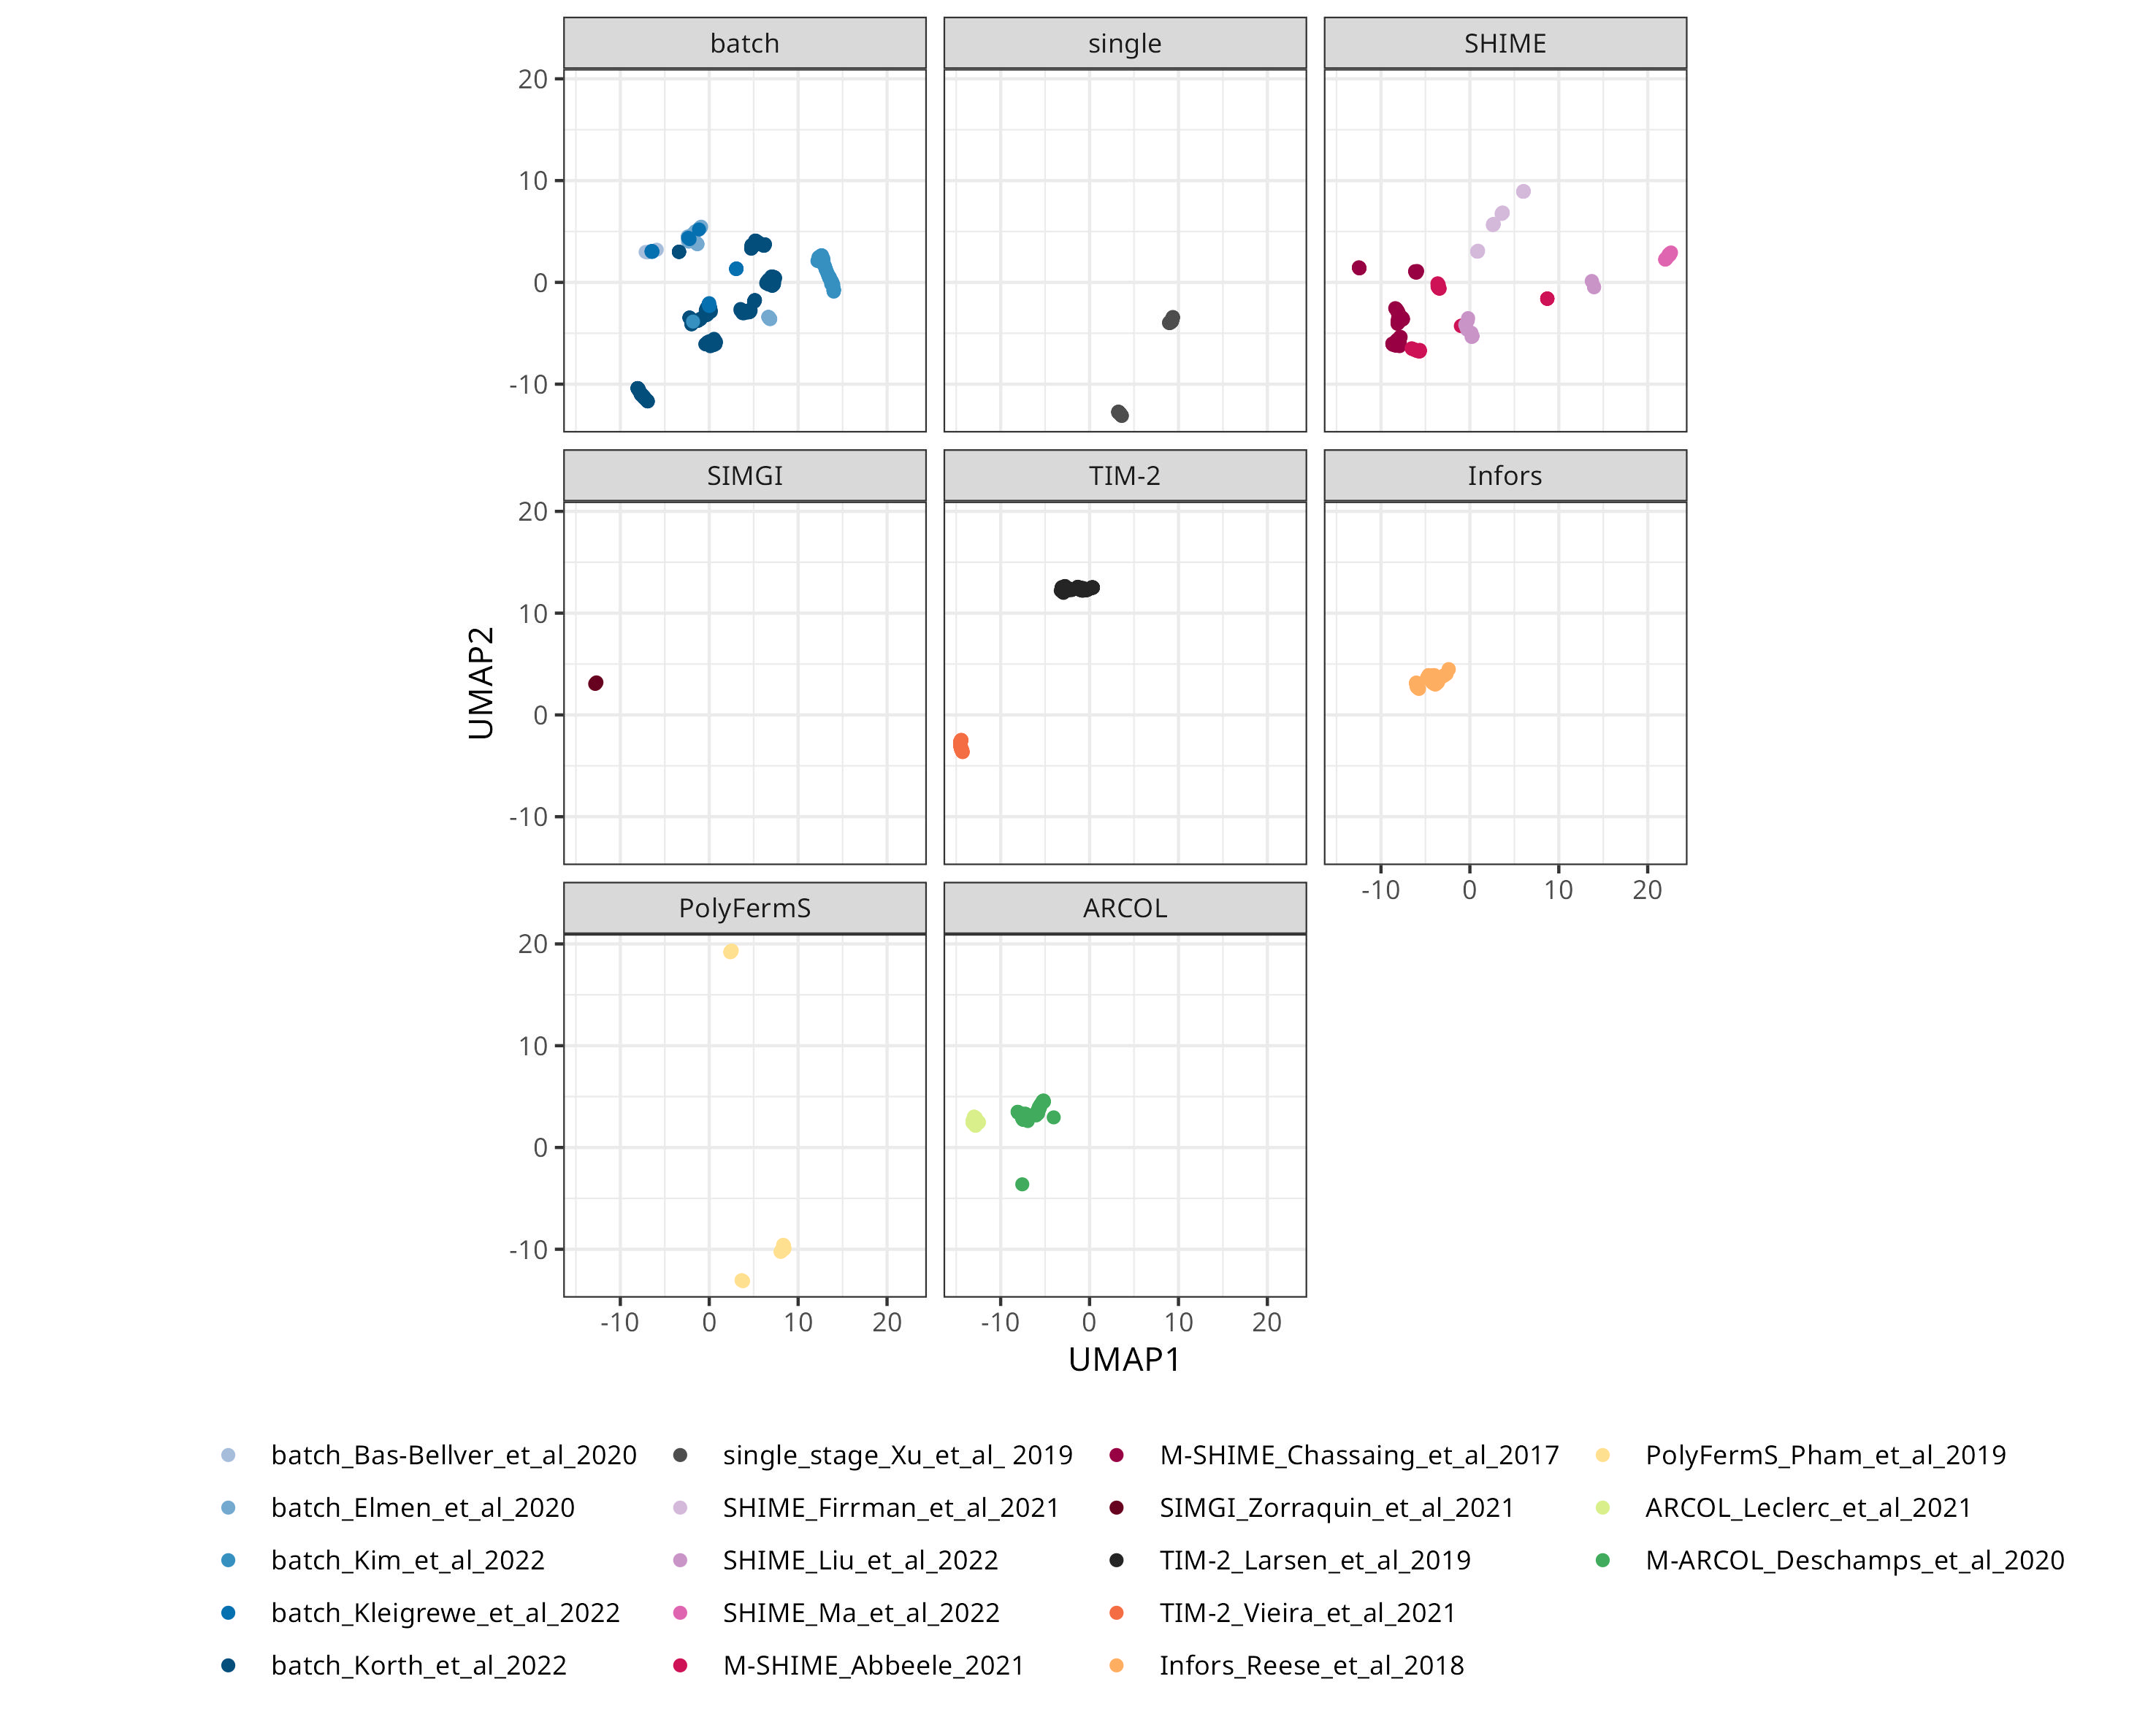 batch single SHIME
20
10
0
-10
SIMGI TIM-2 Infors
20
10
0
-10
-10 0 10 20
PolyFermS ARCOL
20
10
0
-10
-10 0 10 20 -10 0 10 20
UMAP2
UMAP1
batch_Bas-Bellver_et_al_2020 single_stage_Xu_et_al_ 2019 M-SHIME_Chassaing_et_al_2017 PolyFermS_Pham_et_al_2019
batch_Elmen_et_al_2020 SHIME_Firrman_et_al_2021 SIMGI_Zorraquin_et_al_2021 ARCOL_Leclerc_et_al_2021
batch_Kim_et_al_2022 SHIME_Liu_et_al_2022 TIM-2_Larsen_et_al_2019 M-ARCOL_Deschamps_et_al_2020
batch_Kleigrewe_et_al_2022 SHIME_Ma_et_al_2022 TIM-2_Vieira_et_al_2021
batch_Korth_et_al_2022 M-SHIME_Abbeele_2021 Infors_Reese_et_al_2018